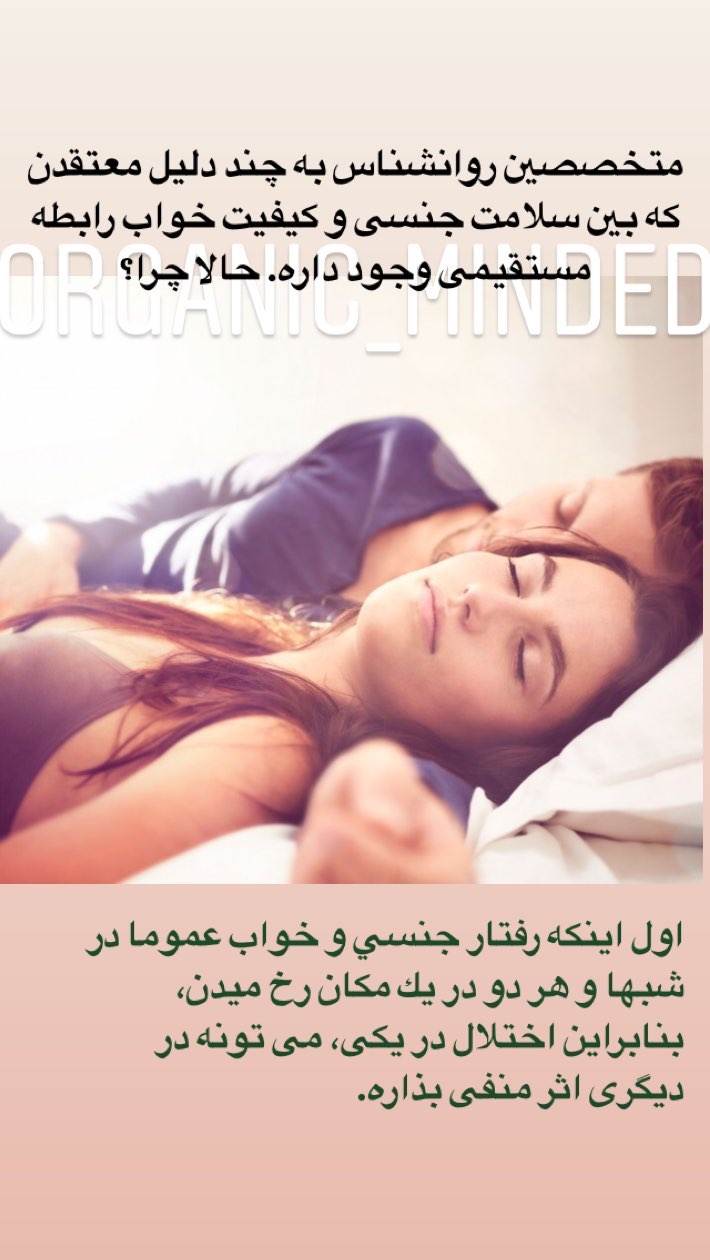 متخصصین روانشناس به چند دلیل معتقدن
که بین سلامت جنسی و کیفیت خواب رابطه
مستقیمی وجود داره. حالا چرا؟
ORGANIC_MINDED
اول اینکه رفتار جنسي و خواب عموما در
شبها و هر دو در يك مکان رخ میدن،
بنابراین اختلال در یکی، می تونه در
دیگری اثر منفی بذاره.